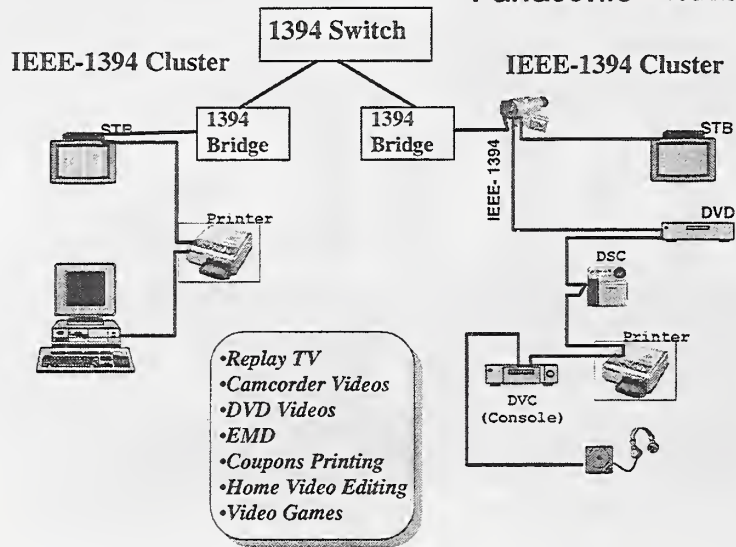 1394 Switch
IEEE-1394 Cluster
IEEE-1394 Cluster
1394
Bridge
1394
Bridge
STB
STB
IEEE-1394
Printer
DVD
DSC
Printer
DVC
(Console)
•Replay TV
•Camcorder Videos
•DVD Videos
•EMD
•Coupons Printing
•Home Video Editing
•Video Games